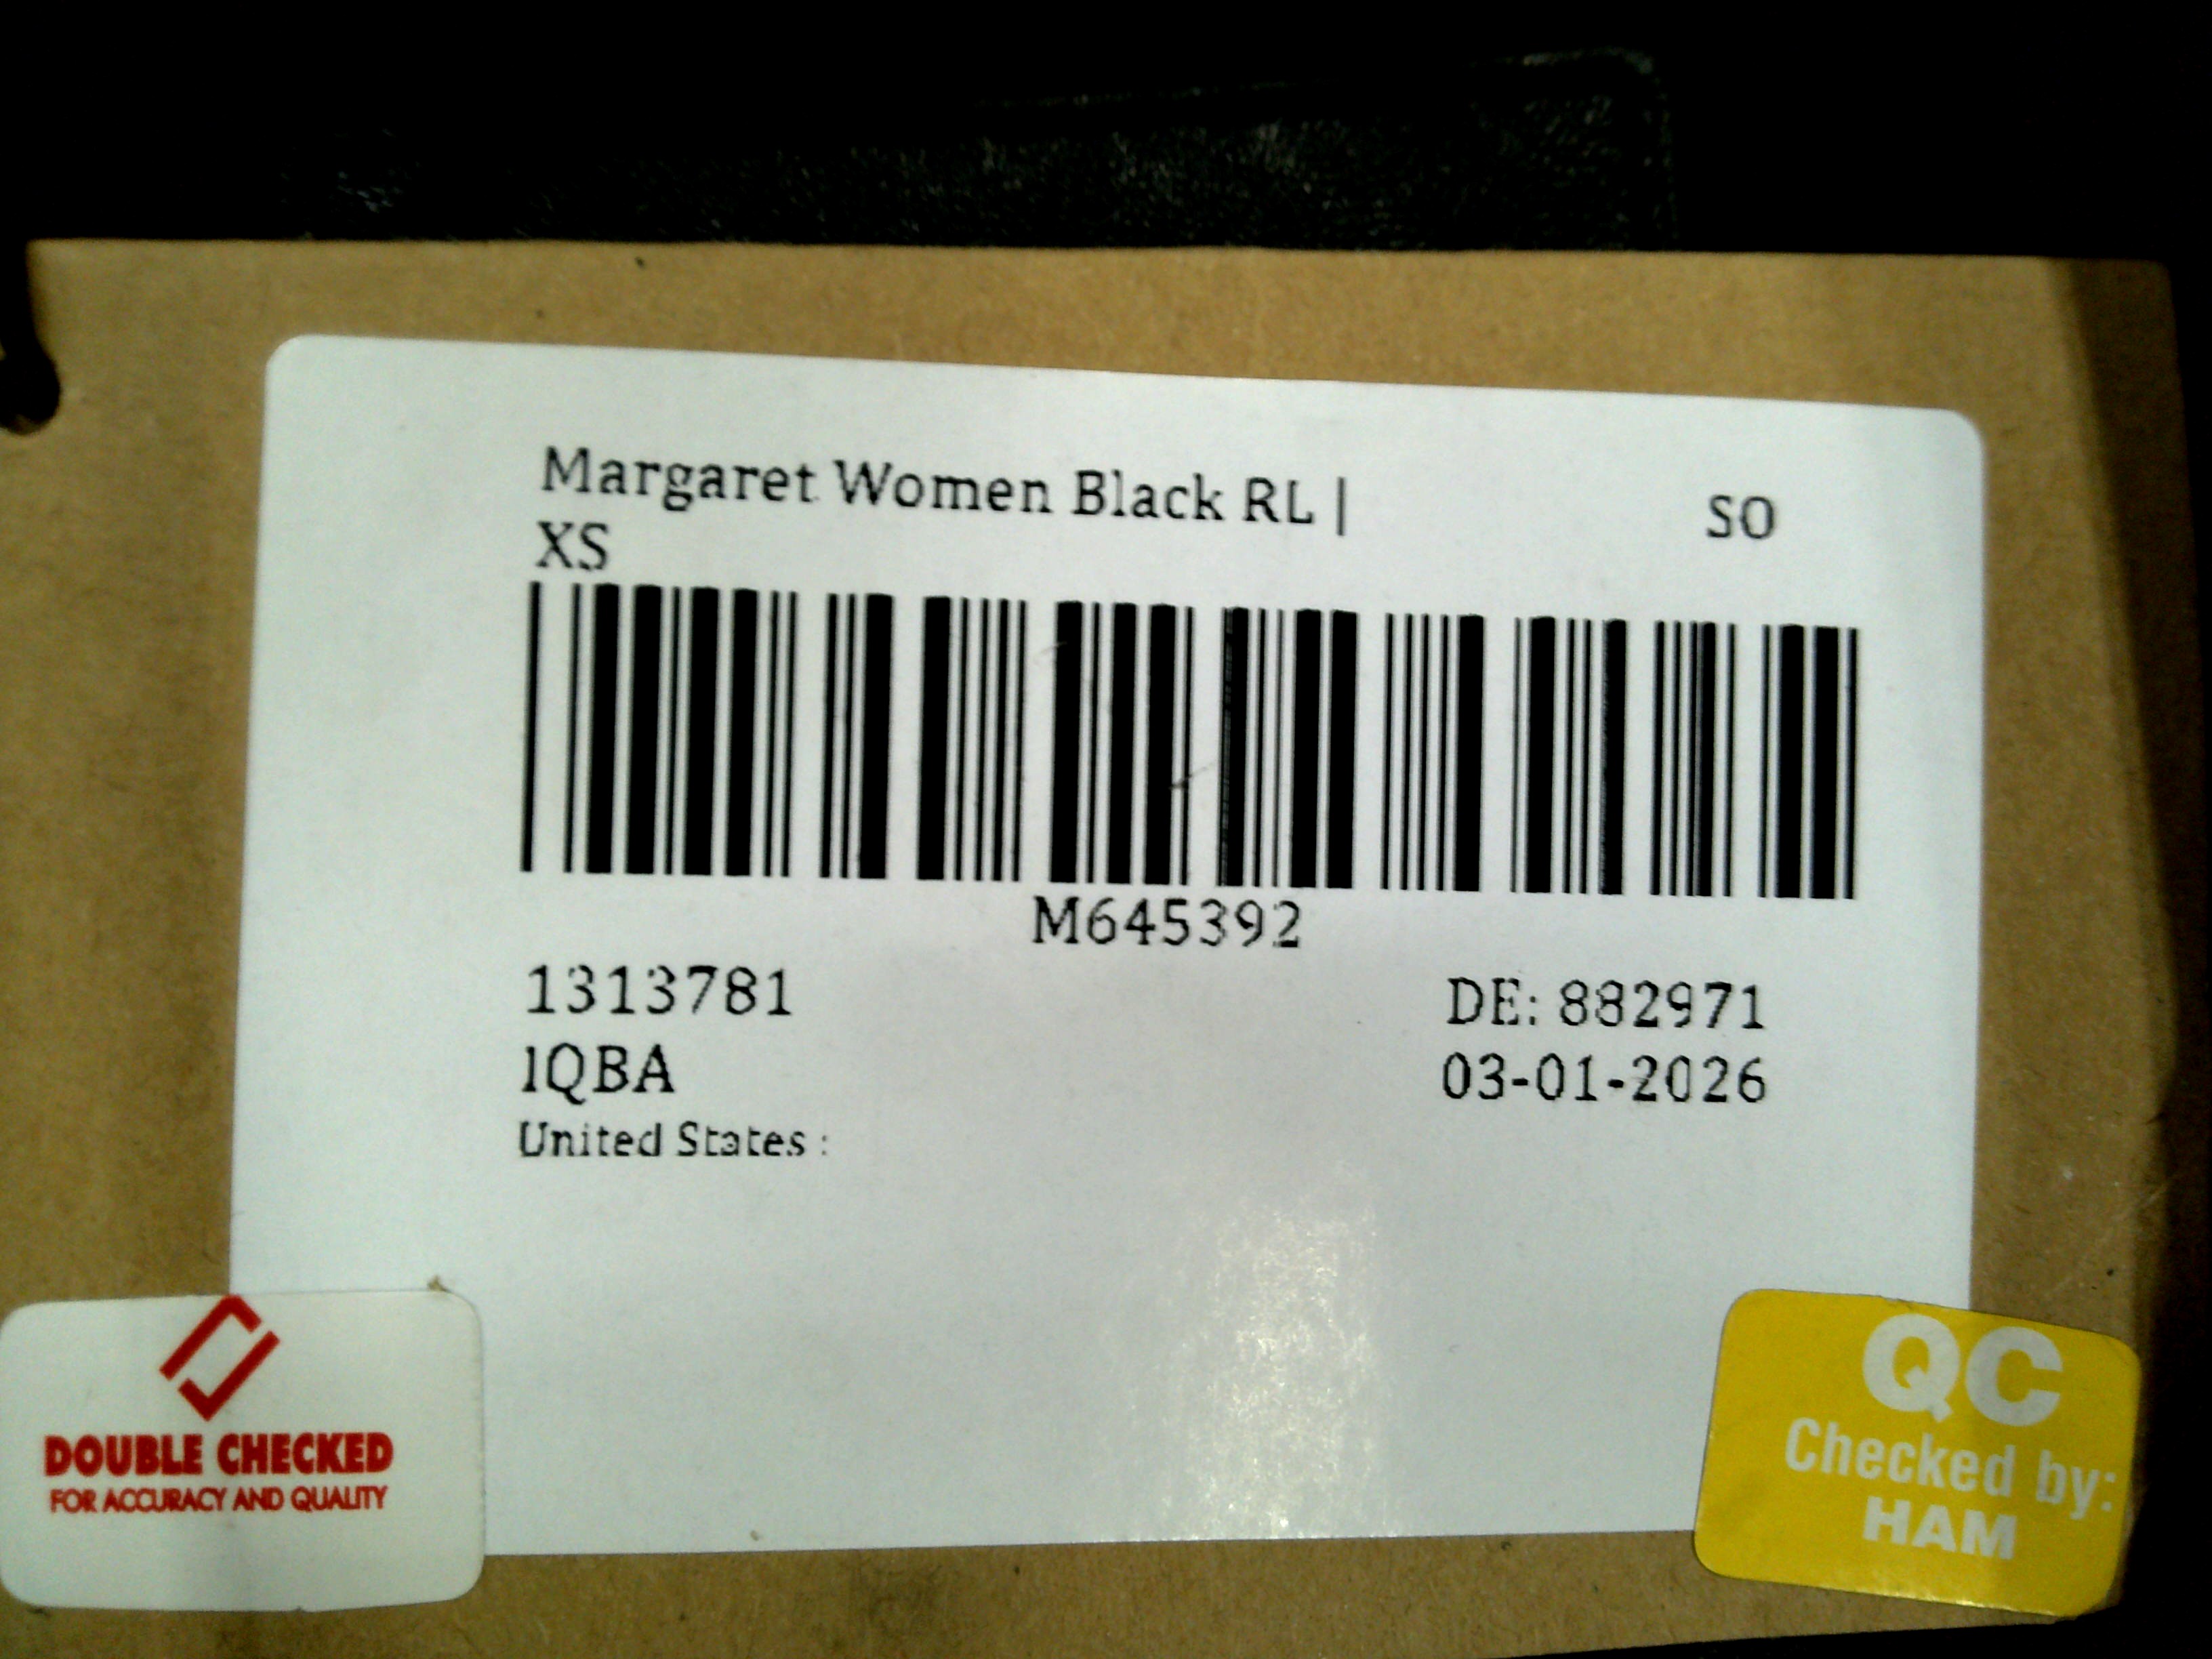 Margaret Women Black RL |
XS
SO
M645392
1313781
DE: 882971
1QBA
03-01-2026
United States :
DOUBLE CHECKED
FOR ACCURACY AND QUALITY
QC
Checked by:
HAM